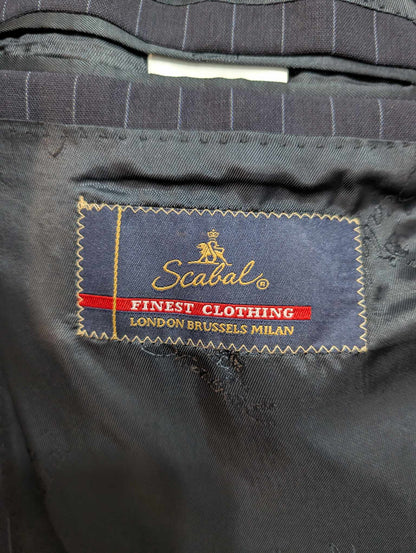 Scabal®
FINEST CLOTHING
LONDON BRUSSELS MILAN